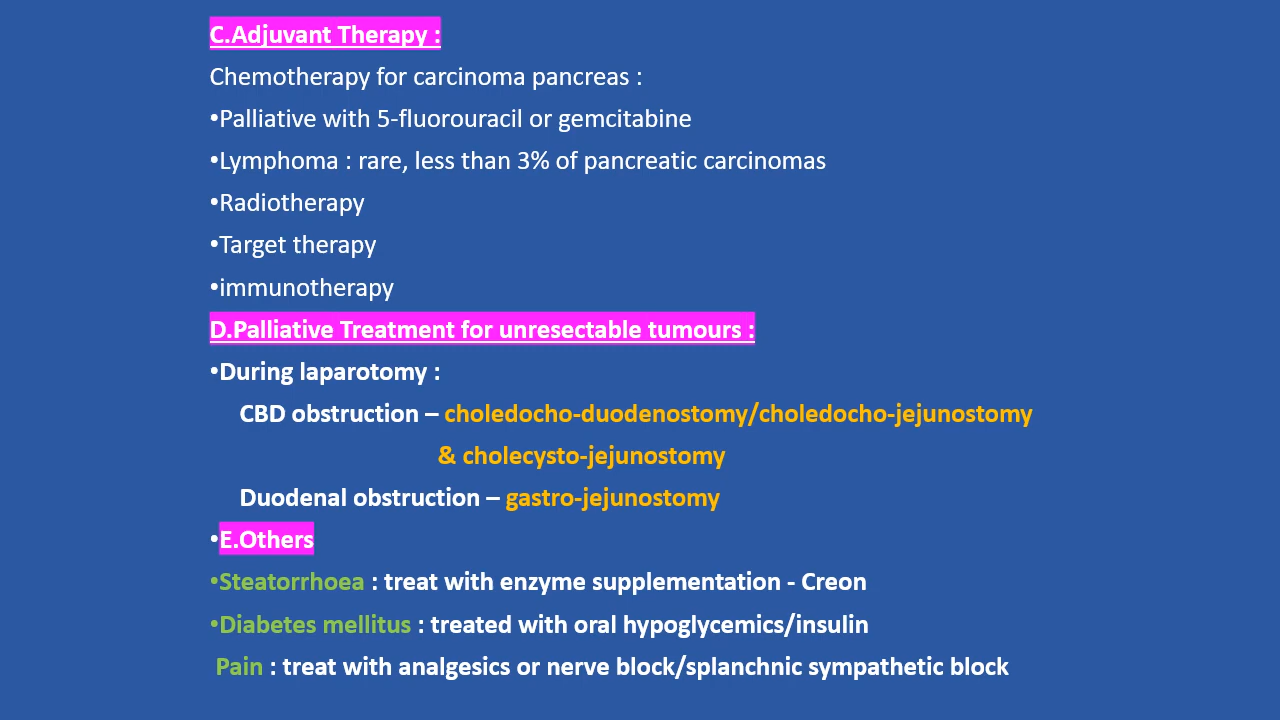 C.Adjuvant Therapy :
Chemotherapy for carcinoma pancreas :
•Palliative with 5-fluorouracil or gemcitabine
•Lymphoma : rare, less than 3% of pancreatic carcinomas
•Radiotherapy
•Target therapy
•immunotherapy
D.Palliative Treatment for unresectable tumours :
•During laparotomy :
CBD obstruction – choledocho-duodenostomy/choledocho-jejunostomy
& cholecysto-jejunostomy
Duodenal obstruction – gastro-jejunostomy
•E.Others
•Steatorrhoea : treat with enzyme supplementation - Creon
•Diabetes mellitus : treated with oral hypoglycemics/insulin
Pain : treat with analgesics or nerve block/splanchnic sympathetic block